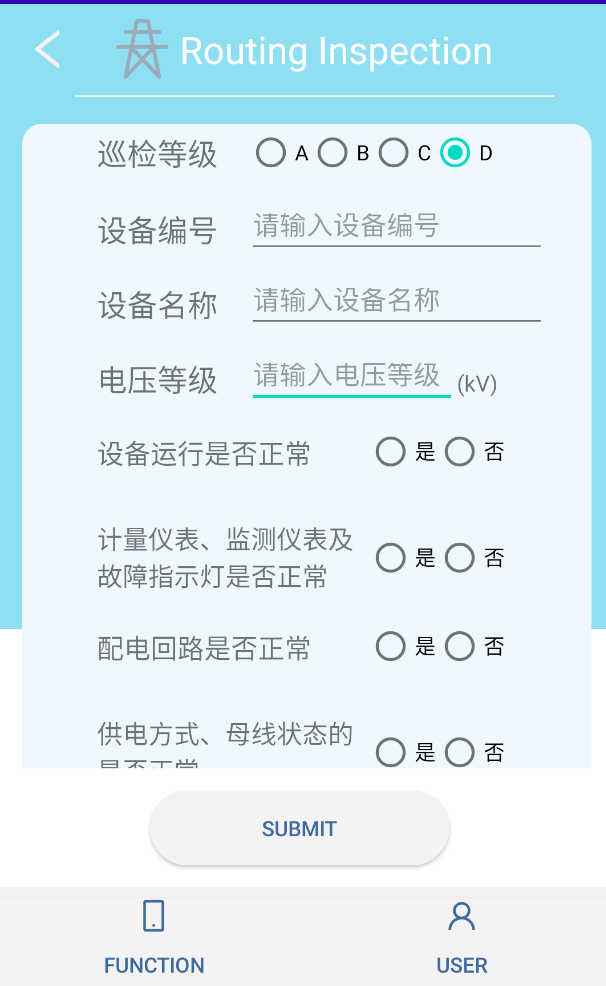 Routing Inspection
巡检等级 A B C D
设备编号 请输入设备编号
设备名称 请输入设备名称
电压等级 请输入电压等级 (kV)
设备运行是否正常 是 否
计量仪表、监测仪表及
故障指示灯是否正常 是 否
配电回路是否正常 是 否
供电方式、母线状态的
是否正常 是 否
SUBMIT
FUNCTION USER